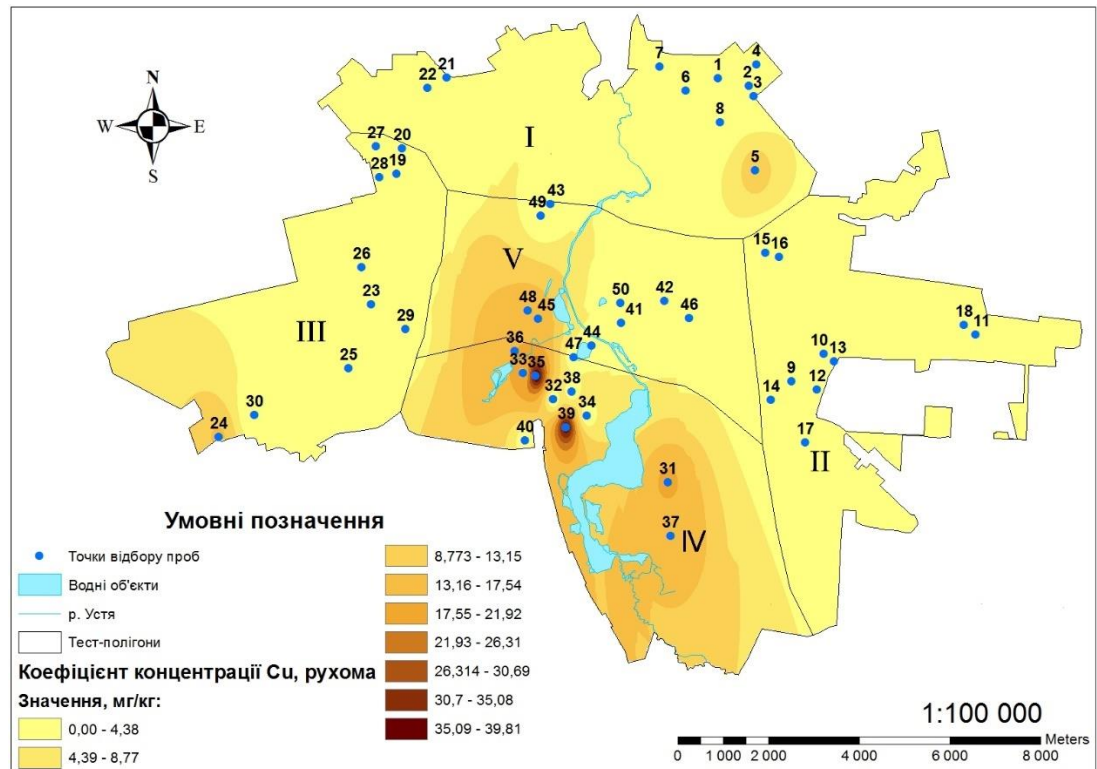 N
W E
S
21
22
7
4
1
2
3
6
8
27
20
28
19
I
5
43
49
15
16
26
V
50
42
23
48
45
41
46
18
11
29
III
36
44
47
10
13
25
33
35
9
12
38
32
14
30
34
24
39
40
17
II
31
37
IV
Умовні позначення
Точки відбору проб
Водні об'єкти
р. Устя
Тест-полігони
Коефіцієнт концентрації Cu, рухома
Значення, мг/кг:
0,00 - 4,38
4,39 - 8,77
8,773 - 13,15
13,16 - 17,54
17,55 - 21,92
21,93 - 26,31
26,314 - 30,69
30,7 - 35,08
35,09 - 39,81
1:100 000
Meters
0 1 000 2 000 4 000 6 000 8 000